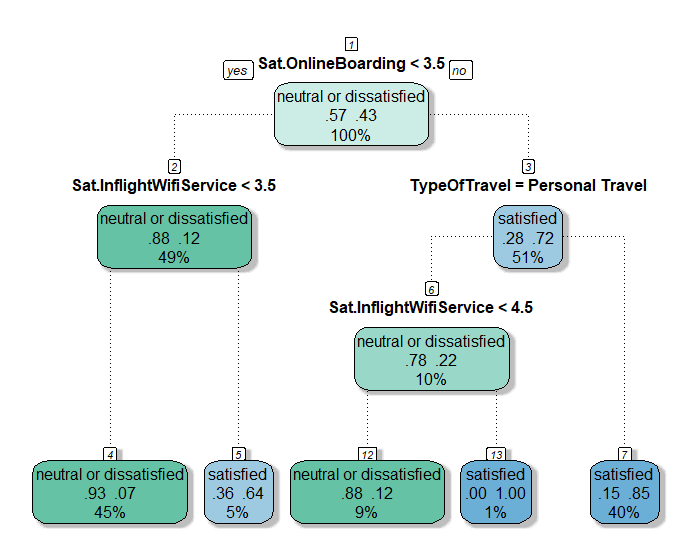 1
Sat.OnlineBoarding < 3.5
yes
no
neutral or dissatisfied
.57 .43
100%
2
Sat.InflightWifiService < 3.5
neutral or dissatisfied
.88 .12
49%
3
TypeOfTravel = Personal Travel
satisfied
.28 .72
51%
6
Sat.InflightWifiService < 4.5
neutral or dissatisfied
.78 .22
10%
4
neutral or dissatisfied
.93 .07
45%
5
satisfied
.36 .64
5%
12
neutral or dissatisfied
.88 .12
9%
13
satisfied
.00 1.00
1%
7
satisfied
.15 .85
40%